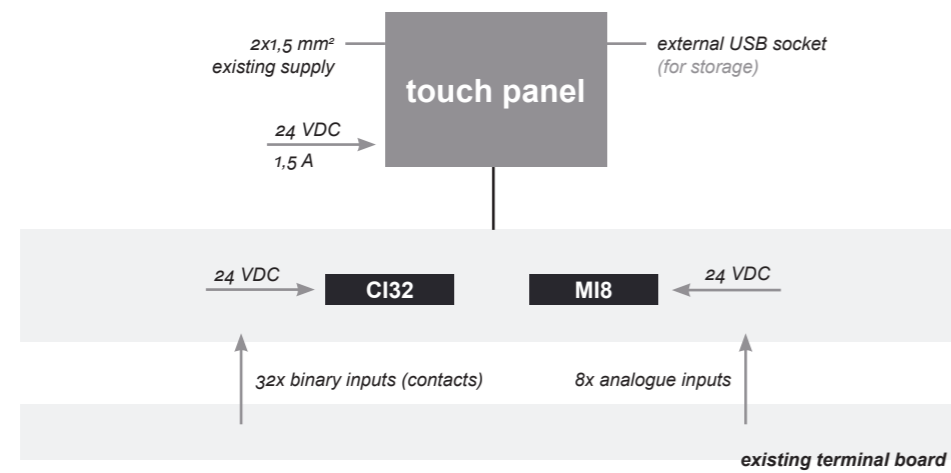 2x1,5 mm²
existing supply
external USB socket
(for storage)
touch panel
24 VDC
1,5 A
24 VDC
CI32
MI8
24 VDC
32x binary inputs (contacts)
8x analogue inputs
existing terminal board